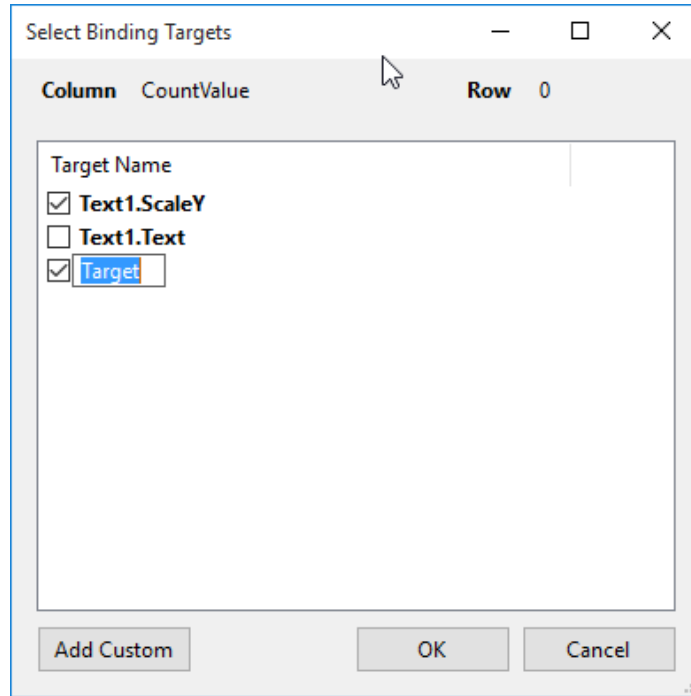 Select Binding Targets
Column CountValue Row 0
Target Name
Text1.ScaleY
Text1.Text
Target
Add Custom OK Cancel